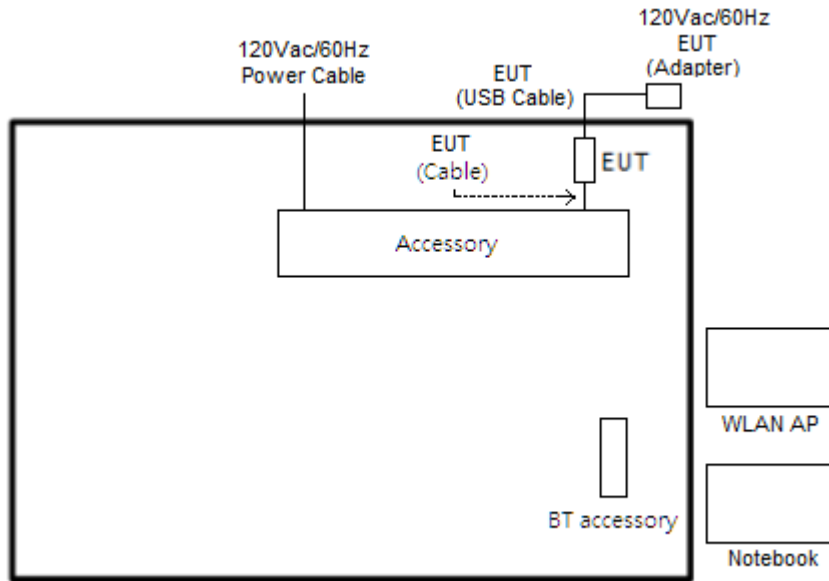 120Vac/60Hz
Power Cable
EUT
(USB Cable)
120Vac/60Hz
EUT
(Adapter)
EUT
(Cable)
EUT
Accessory
WLAN AP
BT accessory
Notebook